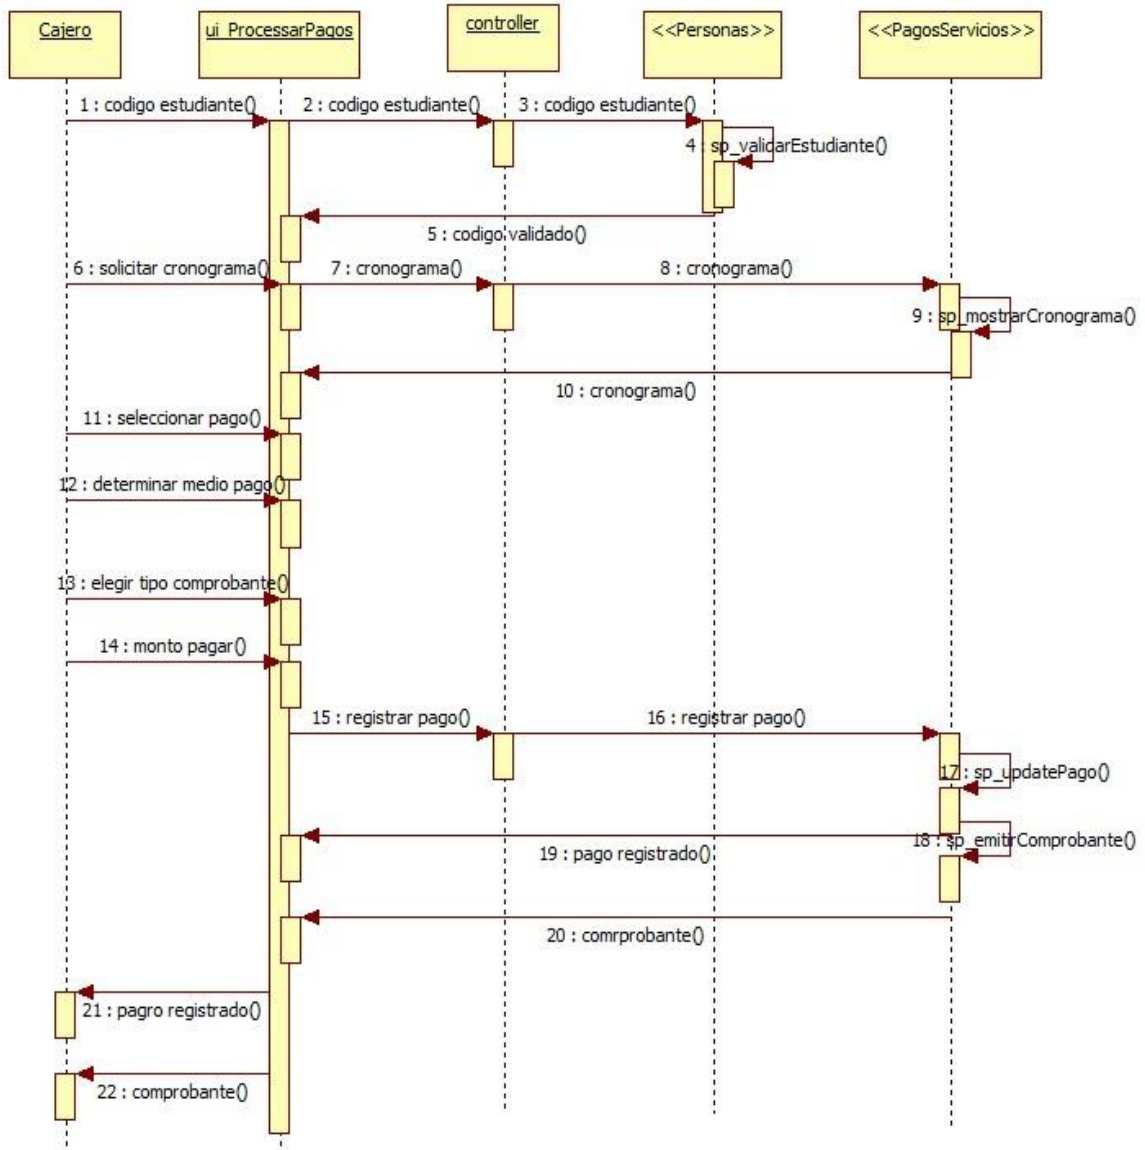 Cajero
ui_ProcessarPagos
controller
<<Personas>>
<<PagosServicios>>
1 : codigo estudiante()
2 : codigo estudiante()
3 : codigo estudiante()
4 : sp_validarEstudiante()
5 : codigo validado()
6 : solicitar cronograma()
7 : cronograma()
8 : cronograma()
9 : sp_mostrarCronograma()
10 : cronograma()
11 : seleccionar pago()
12 : determinar medio pago()
13 : elegir tipo comprobante()
14 : monto pagar()
15 : registrar pago()
16 : registrar pago()
17 : sp_updatePago()
18 : sp_emitirComprobante()
19 : pago registrado()
20 : comrprobante()
21 : pagro registrado()
22 : comprobante()